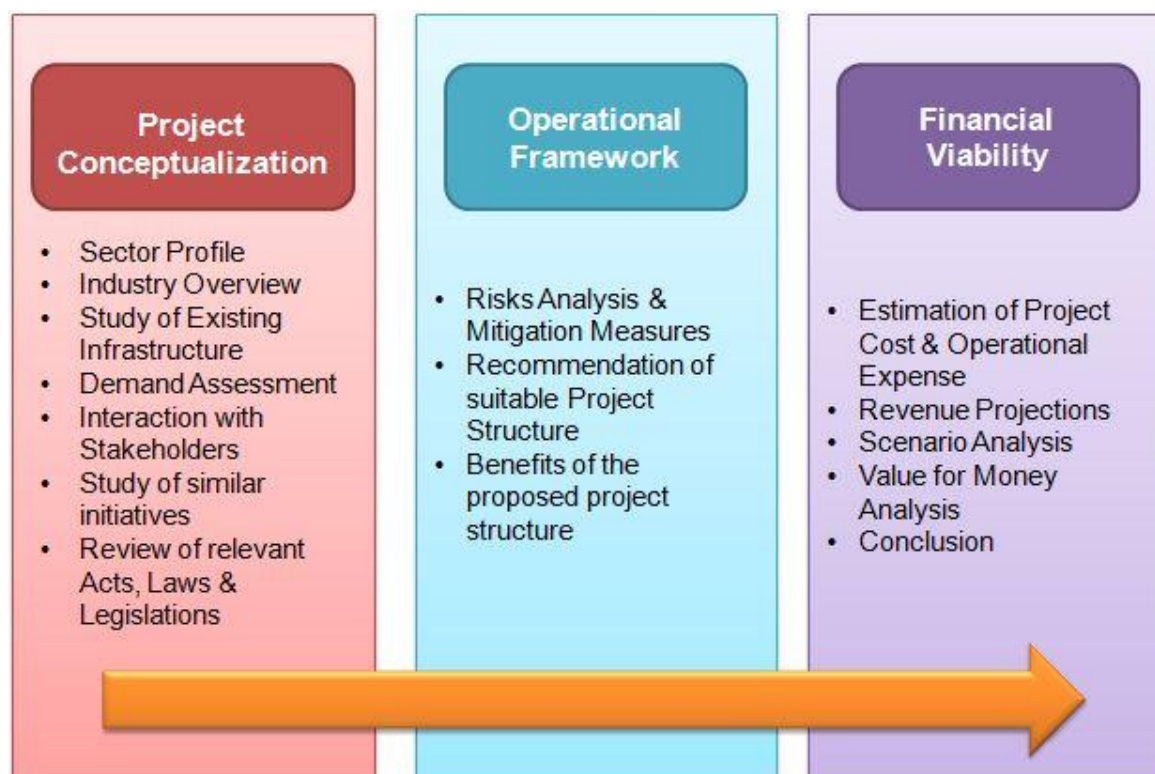 Project
Conceptualization
• Sector Profile
• Industry Overview
• Study of Existing
Infrastructure
• Demand Assessment
• Interaction with
Stakeholders
• Study of similar
initiatives
• Review of relevant
Acts, Laws &
Legislations
Operational
Framework
• Risks Analysis &
Mitigation Measures
• Recommendation of
suitable Project
Structure
• Benefits of the
proposed project
structure
Financial
Viability
• Estimation of Project
Cost & Operational
Expense
• Revenue Projections
• Scenario Analysis
• Value for Money
Analysis
• Conclusion